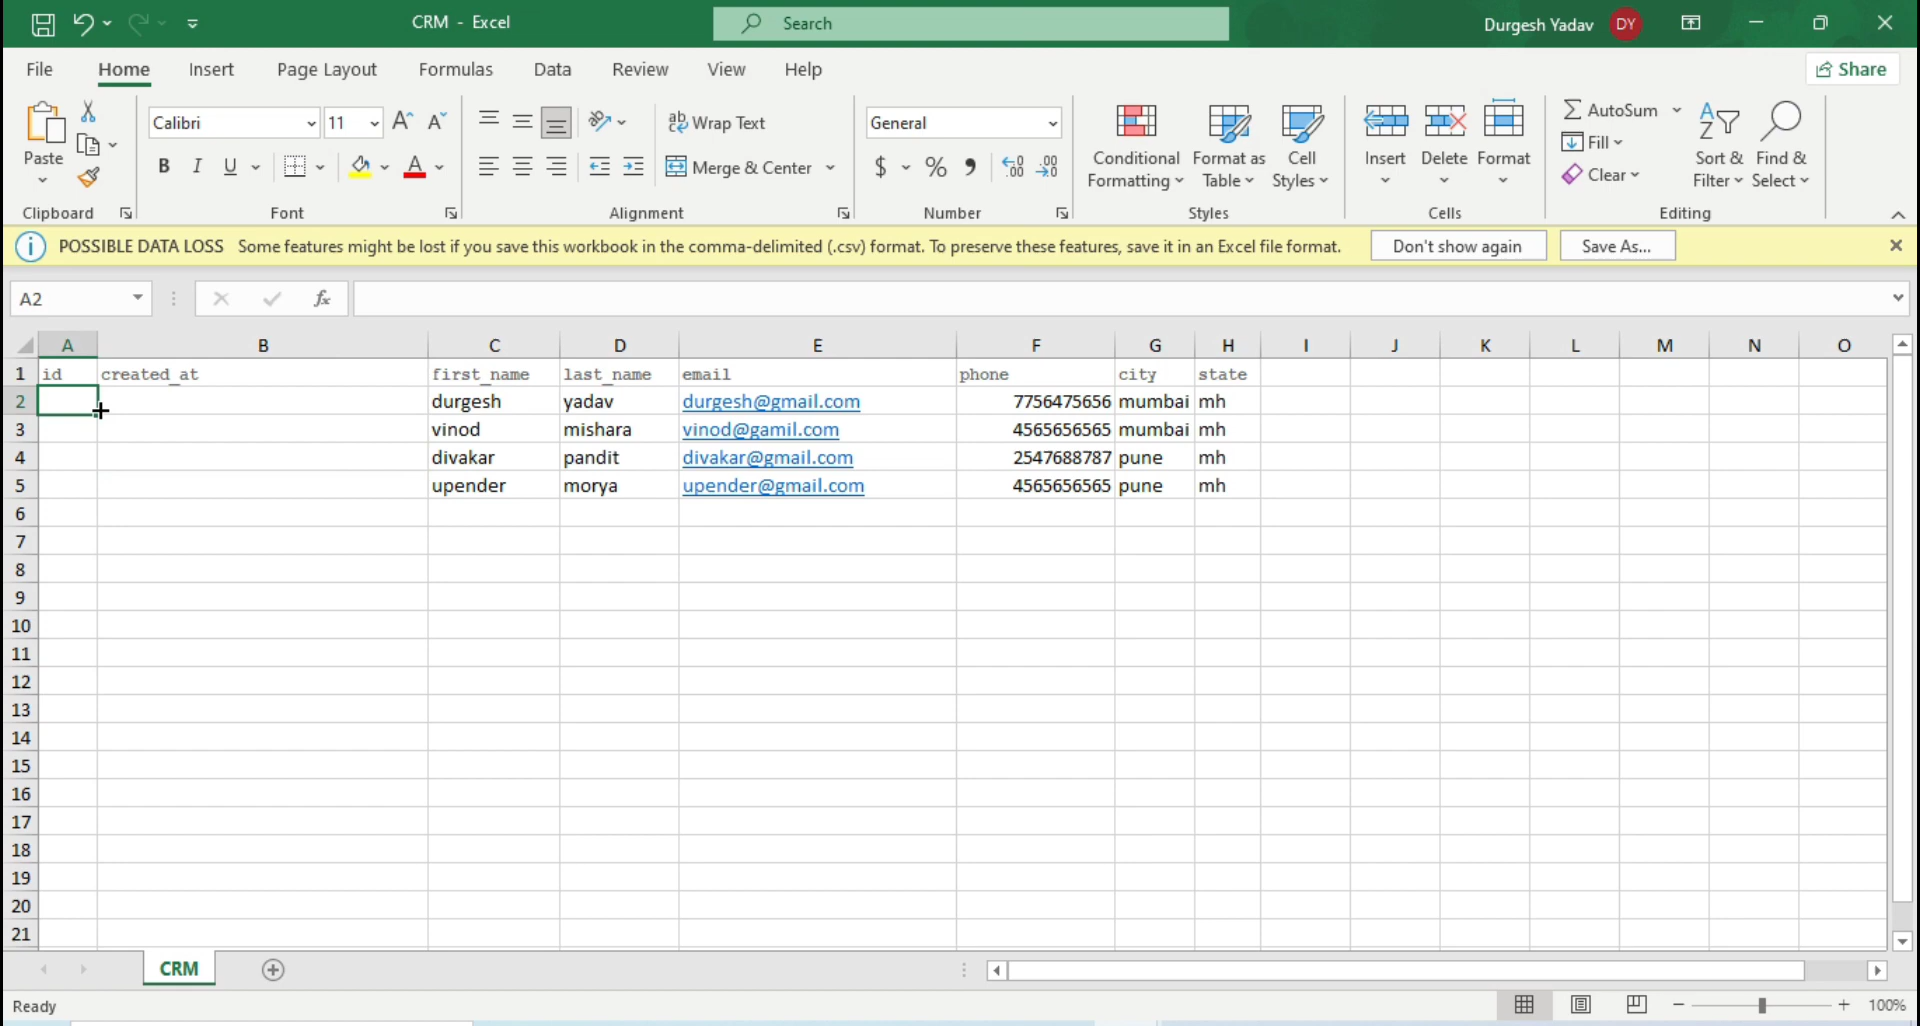 CRM - Excel
Search
Durgesh Yadav DY
File Home Insert Page Layout Formulas Data Review View Help Share
Paste
Clipboard
Calibri 11
B I U
Font
Wrap Text
Merge & Center
Alignment
General
$ %
Number
Conditional Formatting
Format as Table
Cell Styles
Styles
Insert Delete Format
Cells
AutoSum
Fill
Clear
Sort & Filter
Find & Select
Editing
POSSIBLE DATA LOSS Some features might be lost if you save this workbook in the comma-delimited (.csv) format. To preserve these features, save it in an Excel file format. Don't show again Save As...
A2 fx
A B C D E F G H I J K L M N O
1 id created_at first_name last_name email phone city state
2 durgesh yadav durgesh@gmail.com 7756475656 mumbai mh
3 vinod mishara vinod@gamil.com 4565656565 mumbai mh
4 divakar pandit divakar@gmail.com 2547688787 pune mh
5 upender morya upender@gmail.com 4565656565 pune mh
6
7
8
9
10
11
12
13
14
15
16
17
18
19
20
21
CRM
Ready 100%